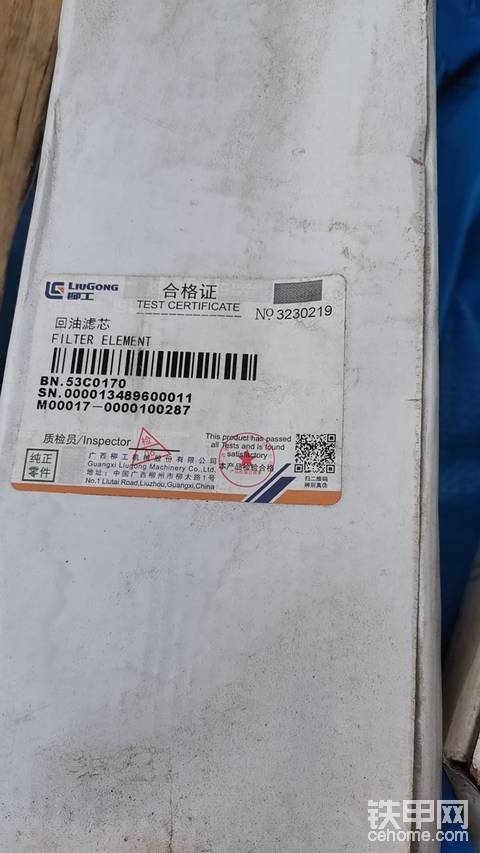 LiuGong
柳工
合格证
TEST CERTIFICATE
№ 3230219
回油滤芯
FILTER ELEMENT
BN.53C0170
SN.000013489600011
M00017-0000100287
质检员/Inspector
检
This product has passed
all Tests and is found
satisfactory
本产品检验合格
纯正
零件
广西柳工机械股份有限公司
Guangxi Liugong Machinery Co.,Ltd.
地址：中国广西柳州市柳太路1号
No.1 Liutai Road,Liuzhou,Guangxi,China
扫二维码
辨别真伪
铁甲网
cehome.com